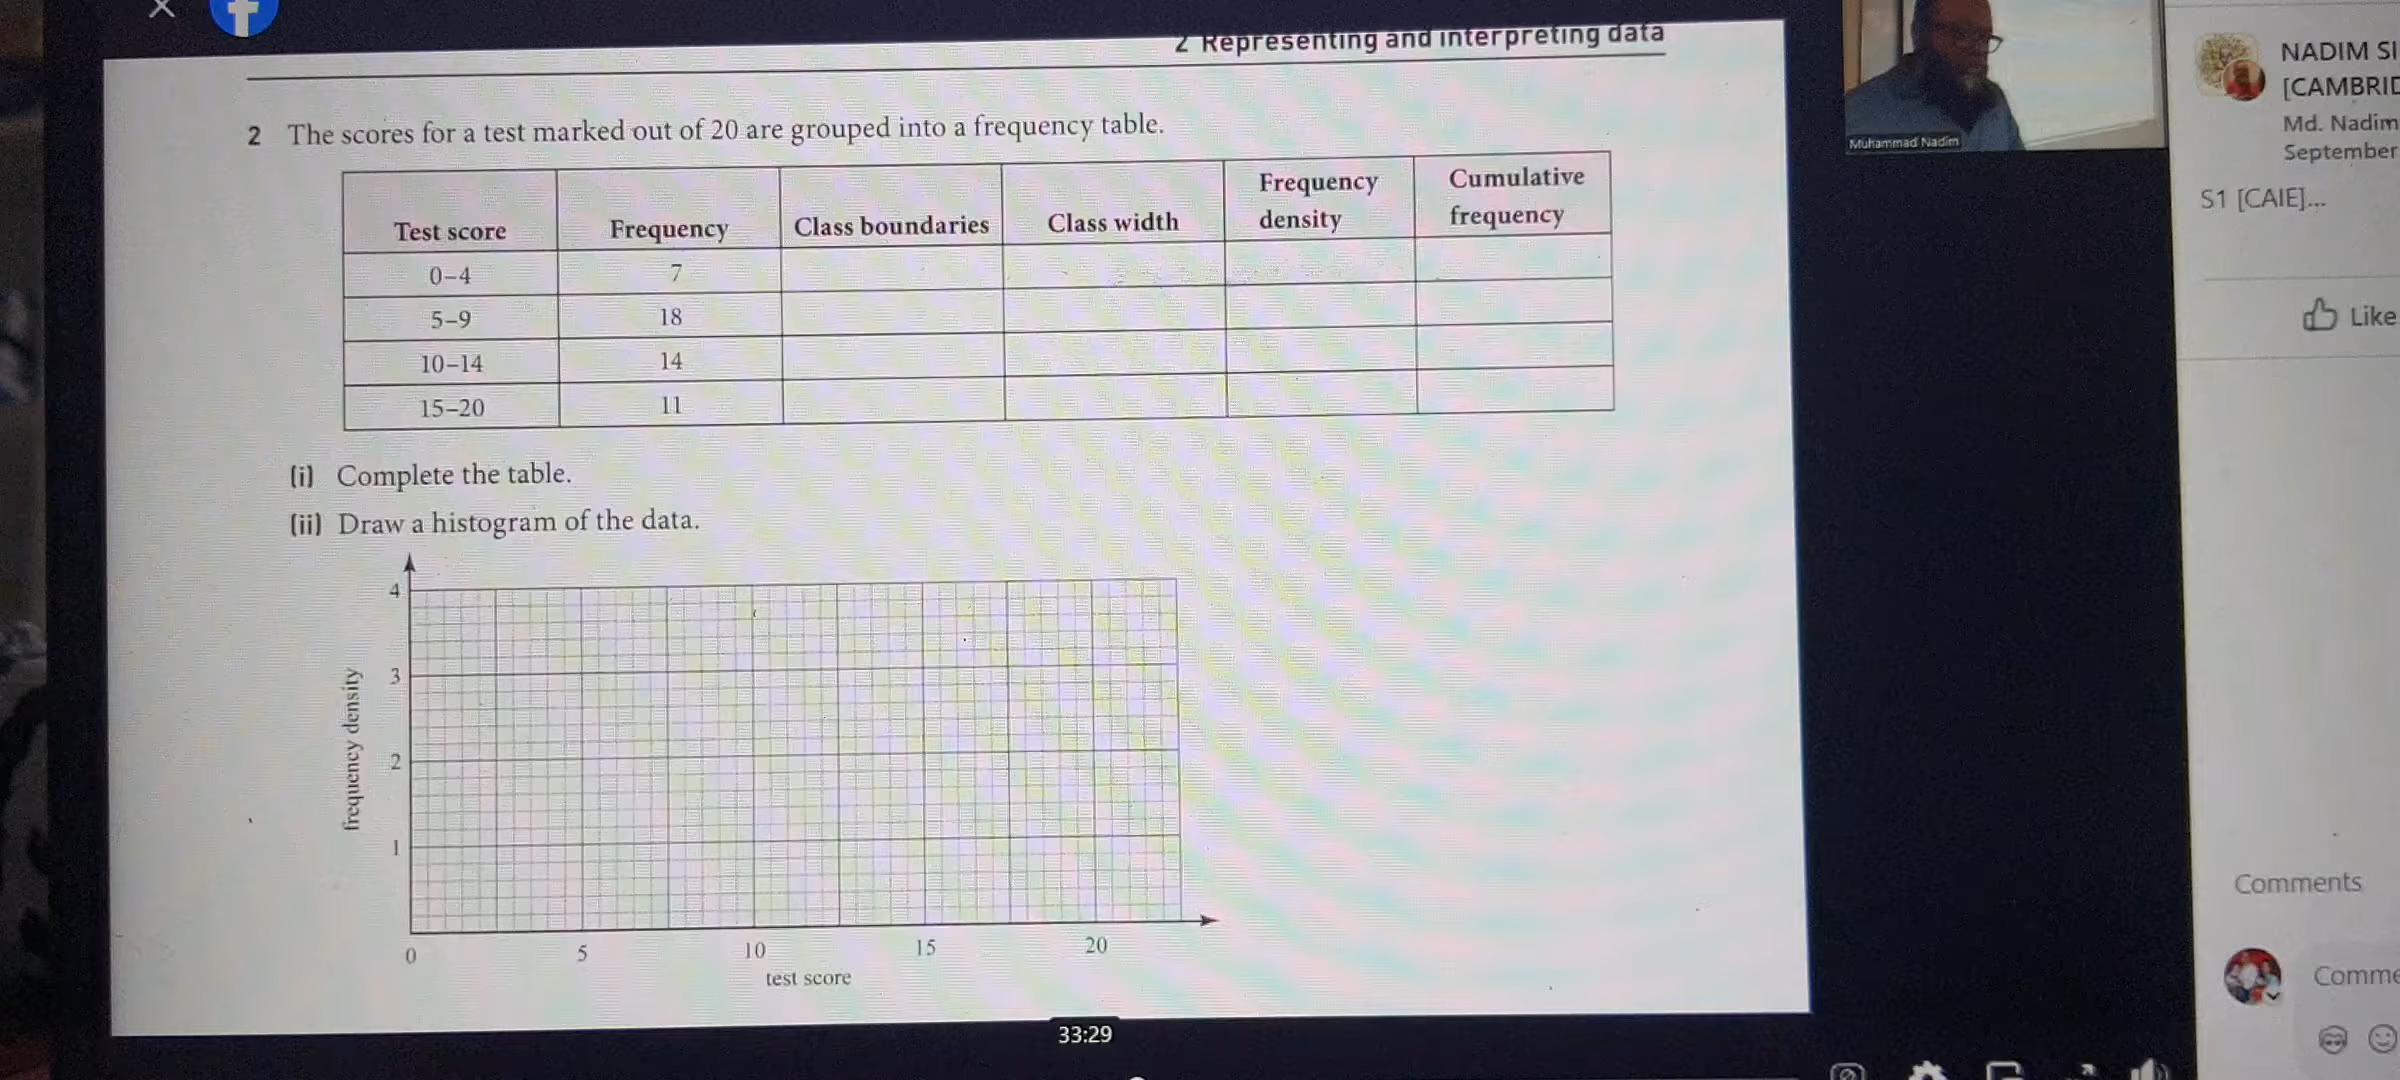 2 Representing and interpreting data
2 The scores for a test marked out of 20 are grouped into a frequency table.
Test score Frequency Class boundaries Class width Frequency density Cumulative frequency
0–4 7
5–9 18
10–14 14
15–20 11
(i) Complete the table.
(ii) Draw a histogram of the data.
frequency density
4
3
2
1
0 5 10 15 20
test score
33:29
Muhammad Nadim
NADIM SI
[CAMBRID
Md. Nadim
September
S1 [CAIE]...
Like
Comments
Comme